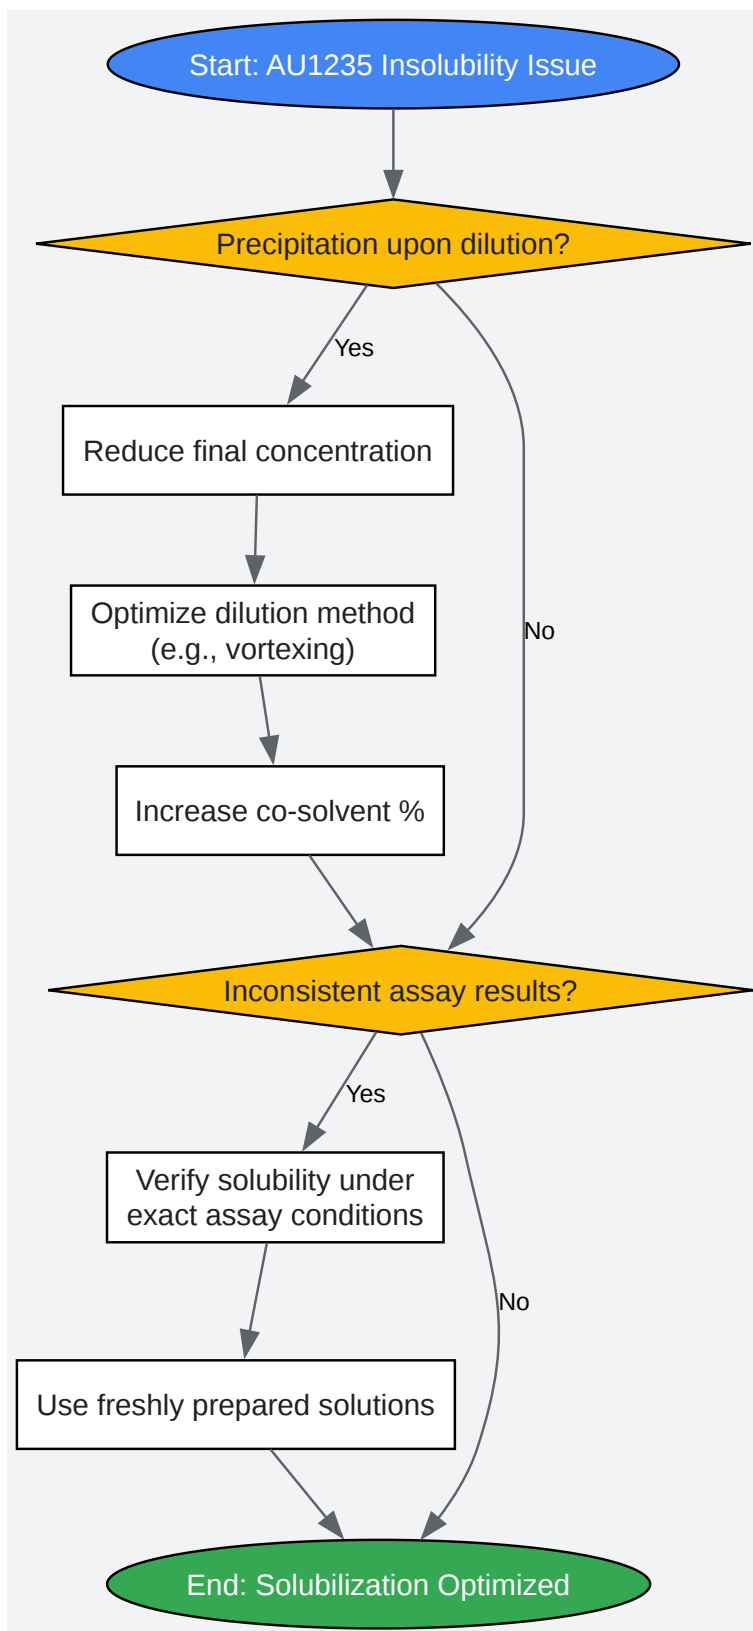 Start: AU1235 Insolubility Issue
Precipitation upon dilution?
Yes
Reduce final concentration
Optimize dilution method
(e.g., vortexing)
No
Increase co-solvent %
Inconsistent assay results?
Yes
Verify solubility under
exact assay conditions
No
Use freshly prepared solutions
End: Solubilization Optimized